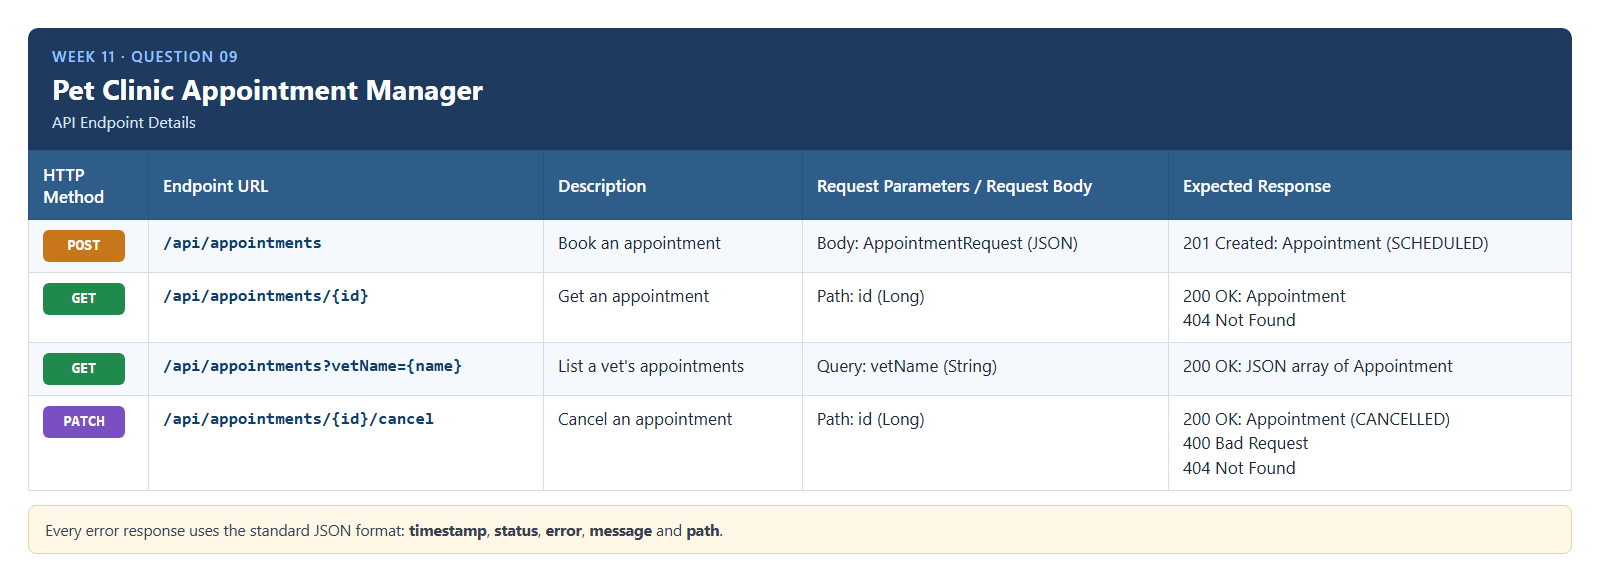 WEEK 11 · QUESTION 09
Pet Clinic Appointment Manager
API Endpoint Details
HTTP Method	Endpoint URL	Description	Request Parameters / Request Body	Expected Response
POST	/api/appointments	Book an appointment	Body: AppointmentRequest (JSON)	201 Created: Appointment (SCHEDULED)
GET	/api/appointments/{id}	Get an appointment	Path: id (Long)	200 OK: Appointment
404 Not Found
GET	/api/appointments?vetName={name}	List a vet's appointments	Query: vetName (String)	200 OK: JSON array of Appointment
PATCH	/api/appointments/{id}/cancel	Cancel an appointment	Path: id (Long)	200 OK: Appointment (CANCELLED)
400 Bad Request
404 Not Found
Every error response uses the standard JSON format: timestamp, status, error, message and path.